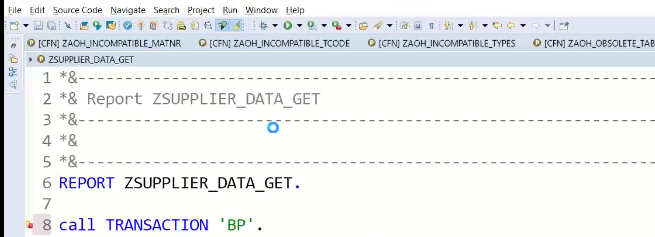 File Edit Source Code Navigate Search Project Run Window Help
[CFN] ZAOH_INCOMPATIBLE_MATNR [CFN] ZAOH_INCOMPATIBLE_TCODE [CFN] ZAOH_INCOMPATIBLE_TYPES [CFN] ZAOH_OBSOLETE_TAB
ZSUPPLIER_DATA_GET
1 *&---------------------------------------------------------------------
2 *& Report ZSUPPLIER_DATA_GET
3 *&---------------------------------------------------------------------
4 *&
5 *&---------------------------------------------------------------------
6 REPORT ZSUPPLIER_DATA_GET.
7
8 call TRANSACTION 'BP'.